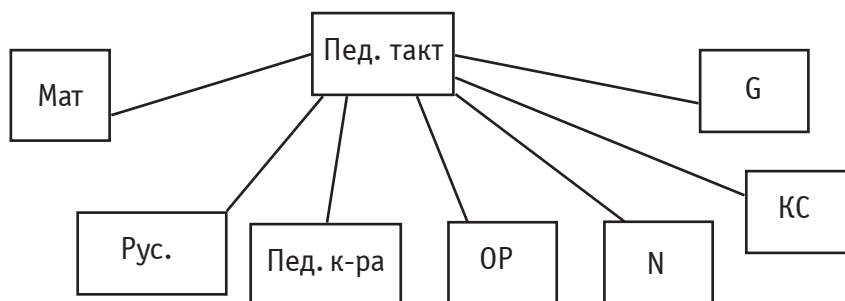 Пед. такт
Мат
G
КС
Рус.
Пед. к-ра
ОР
N